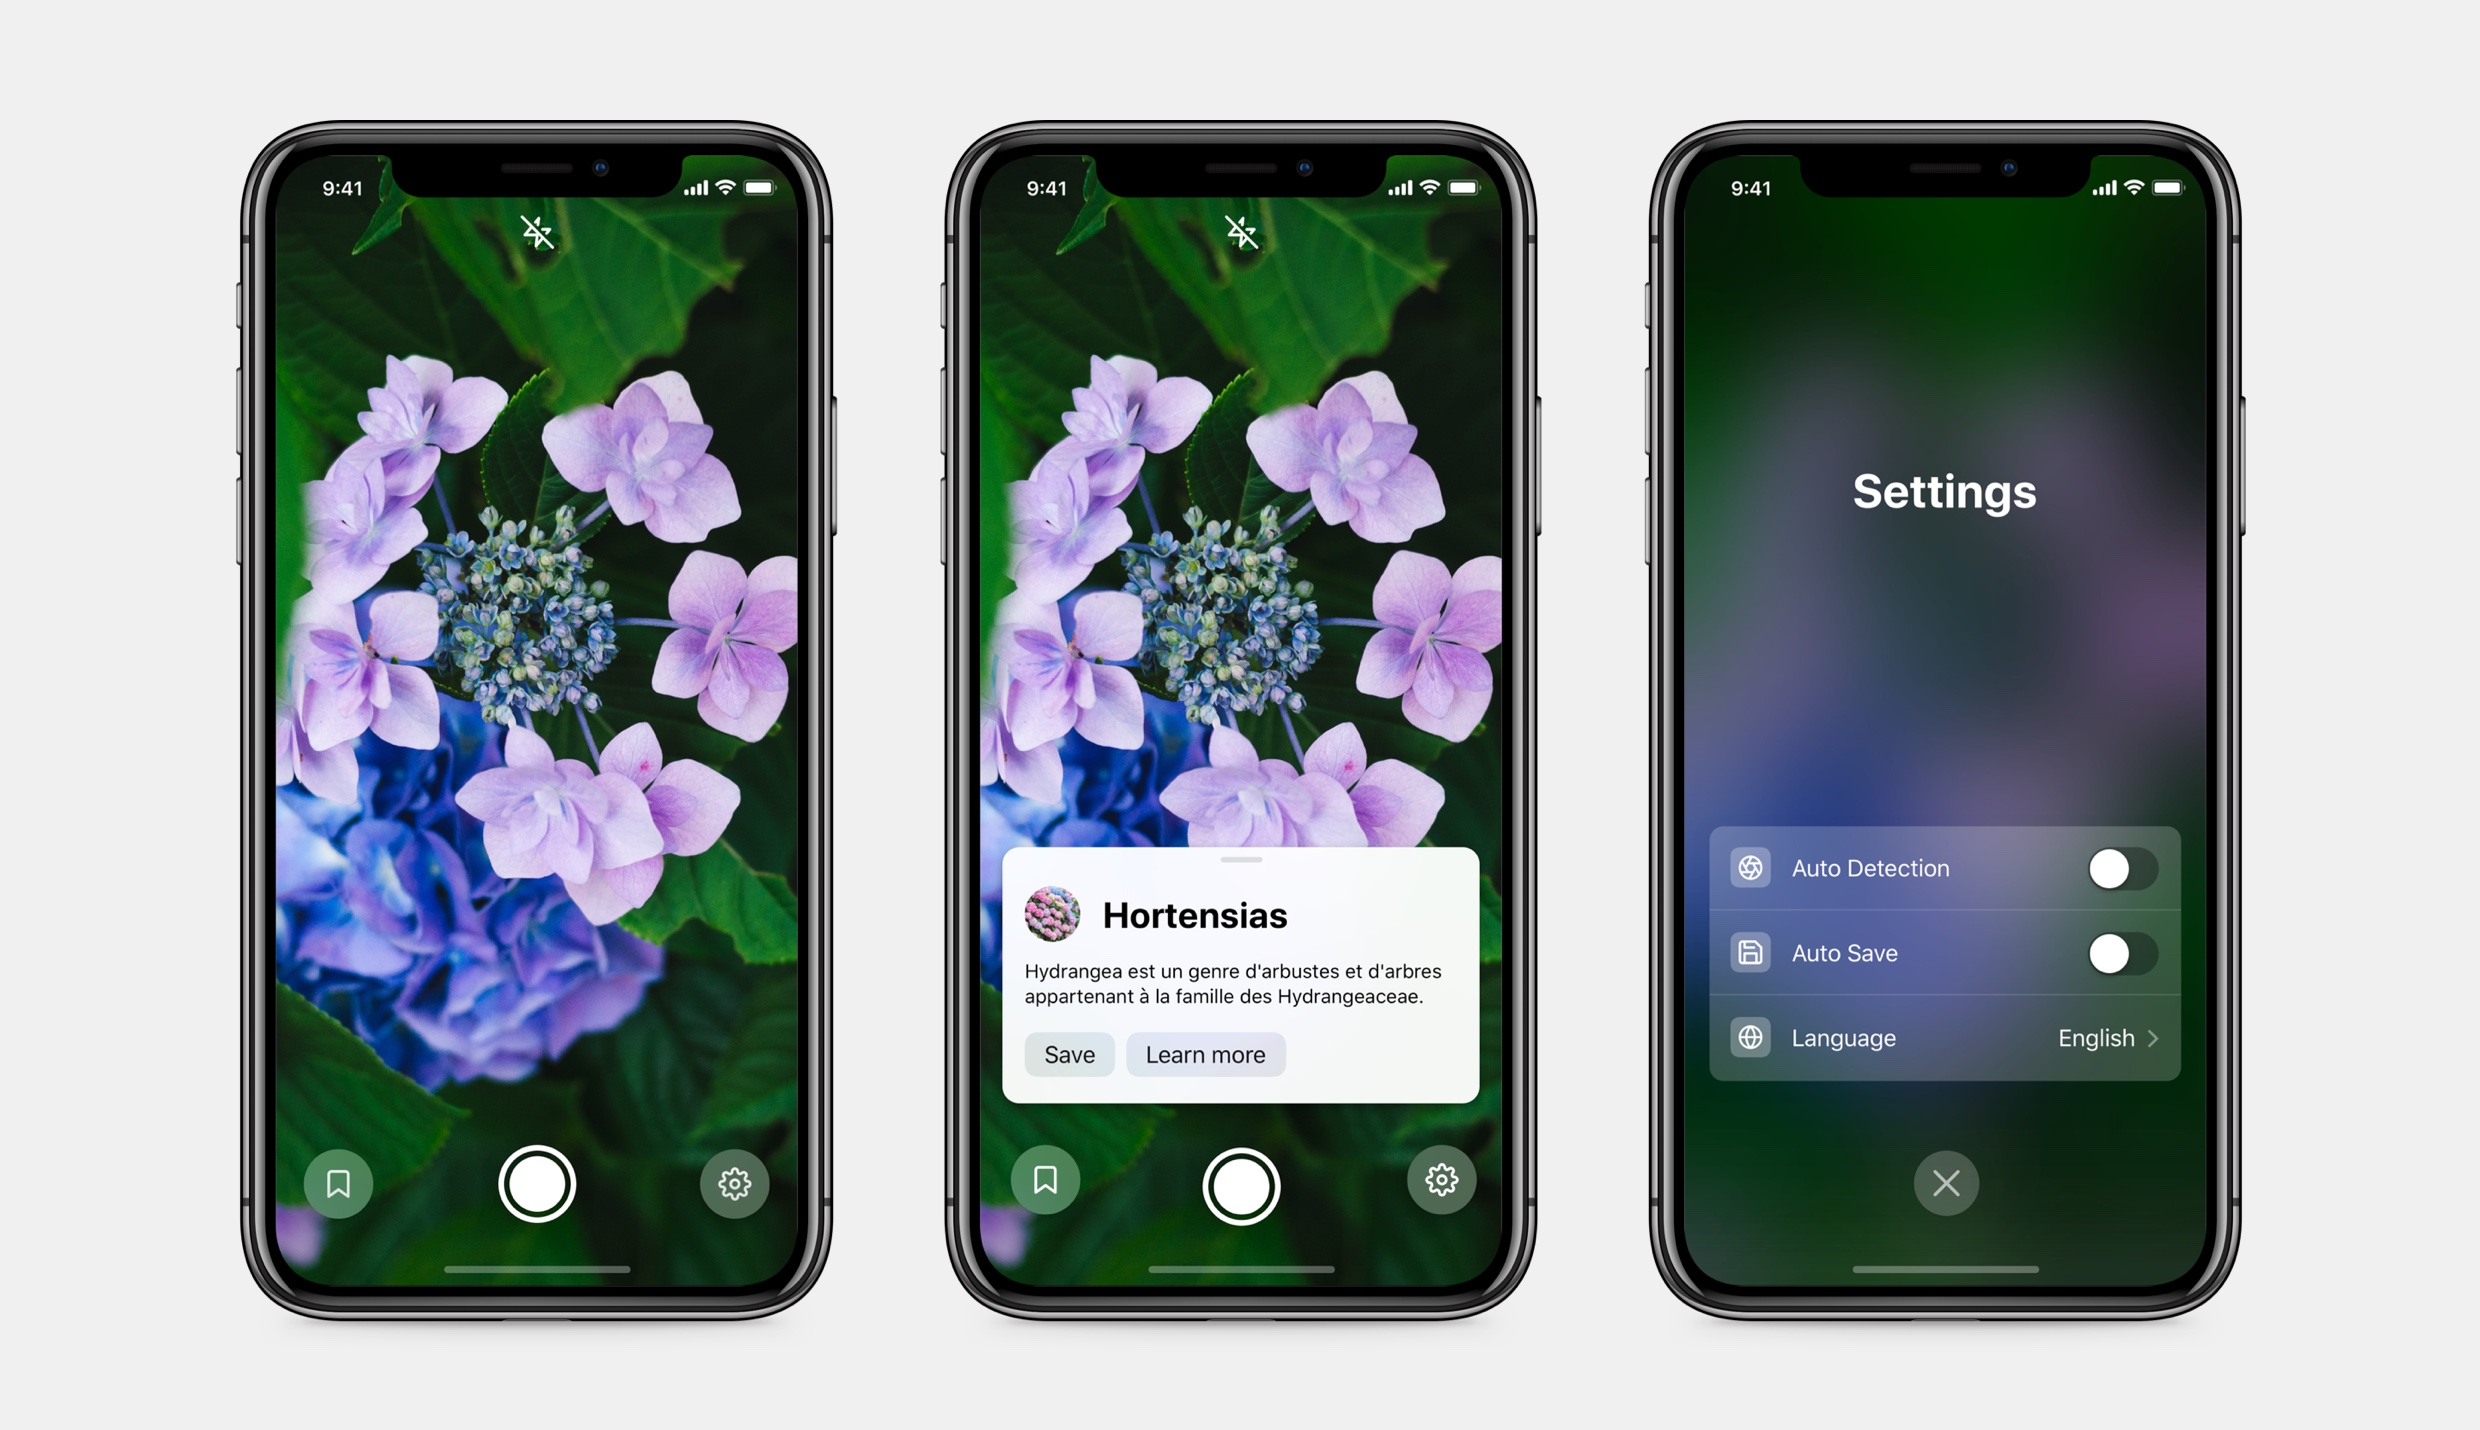 9:41
9:41
Hortensias
Hydrangea est un genre d'arbustes et d'arbres
appartenant à la famille des Hydrangeaceae.
Save
Learn more
9:41
Settings
Auto Detection
Auto Save
Language
English